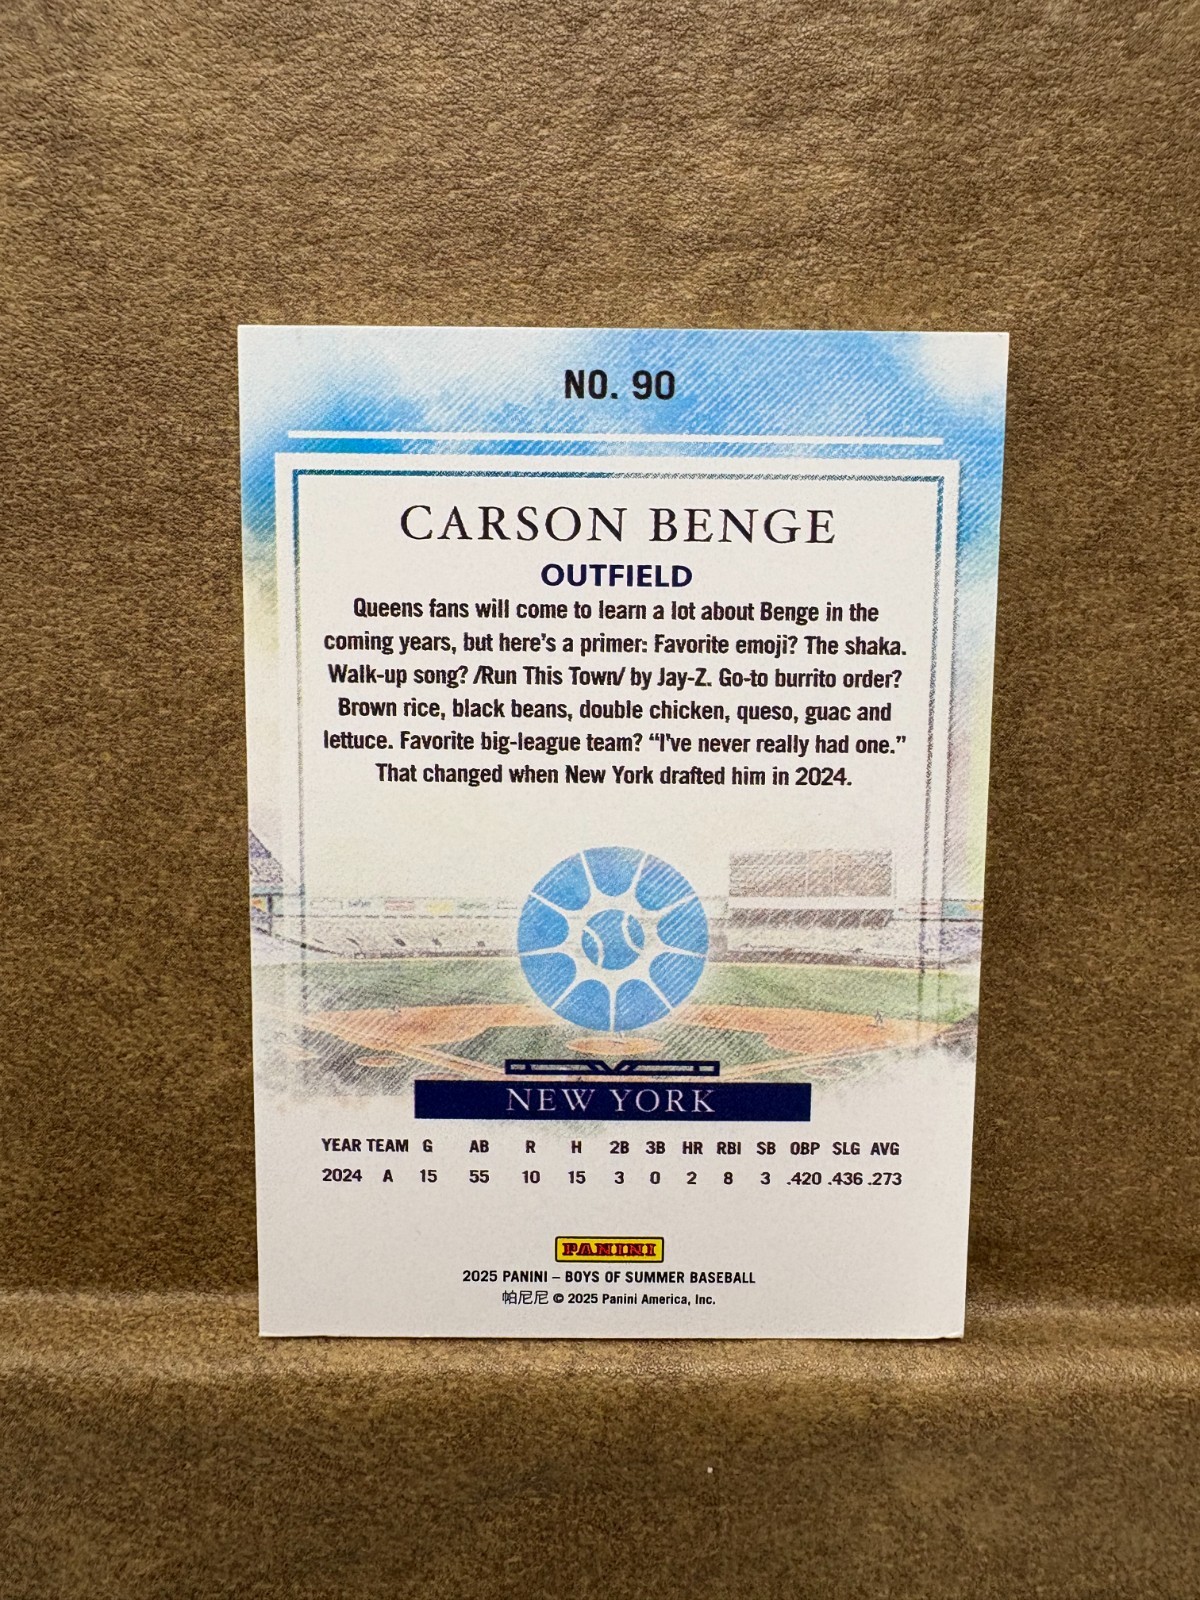 NO. 90
CARSON BENGE
OUTFIELD
Queens fans will come to learn a lot about Benge in the
coming years, but here's a primer: Favorite emoji? The shaka.
Walk-up song? /Run This Town/ by Jay-Z. Go-to burrito order?
Brown rice, black beans, double chicken, queso, guac and
lettuce. Favorite big-league team? “I've never really had one.”
That changed when New York drafted him in 2024.
NEW YORK
YEAR TEAM G AB R H 2B 3B HR RBI SB OBP SLG AVG
2024 A 15 55 10 15 3 0 2 8 3 .420 .436 .273
PANINI
2025 PANINI – BOYS OF SUMMER BASEBALL
帕尼尼 © 2025 Panini America, Inc.